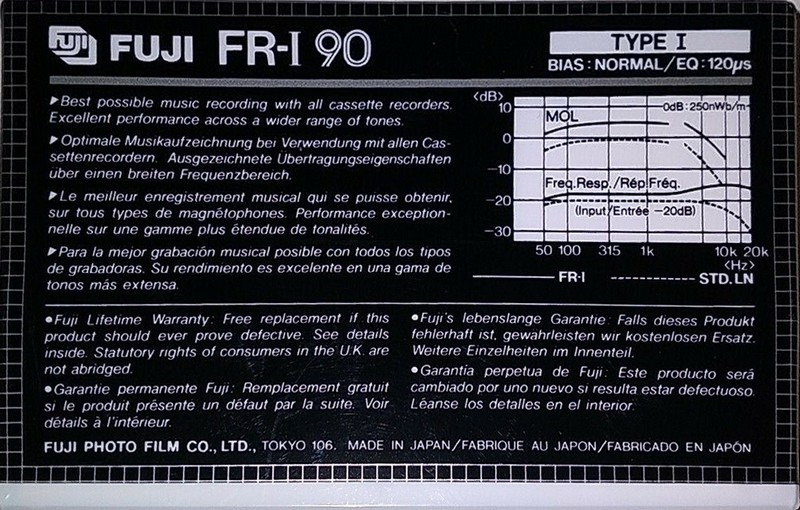 Fuji FUJI FR-I 90
TYPE I
BIAS: NORMAL/EQ: 120µs
▶Best possible music recording with all cassette recorders.
Excellent performance across a wider range of tones.
▶Optimale Musikaufzeichnung bei Verwendung mit allen Cas-
settenrecordern. Ausgezeichnete Übertragungseigenschaften
über einen breiten Frequenzbereich.
▶Le meilleur enregistrement musical qui se puisse obtenir,
sur tous types de magnétophones. Performance exception-
nelle sur une gamme plus étendue de tonalités.
▶Para la mejor grabación musical posible con todos los tipos
de grabadoras. Su rendimiento es excelente en una gama de
tonos más extensa.
<dB>
10
0
-10
-20
-30
0dB: 250nWb/m
MOL
Freq.Resp./Rép.Fréq.
(Input/Entrée -20dB)
50 100 315 1k 10k 20k
<Hz>
FR-I STD.LN
●Fuji Lifetime Warranty: Free replacement if this
product should ever prove defective. See details
inside. Statutory rights of consumers in the U.K. are
not abridged.
●Garantie permanente Fuji: Remplacement gratuit
si le produit présente un défaut par la suite. Voir
détails à l'intérieur.
●Fuji's lebenslange Garantie: Falls dieses Produkt
fehlerhaft ist, gewährleisten wir kostenlosen Ersatz.
Weitere Einzelheiten im Innenteil.
●Garantía perpetua de Fuji: Este producto será
cambiado por uno nuevo si resulta estar defectuoso.
Léanse los detalles en el interior.
FUJI PHOTO FILM CO., LTD., TOKYO 106. MADE IN JAPAN/FABRIQUE AU JAPON/FABRICADO EN JAPÓN